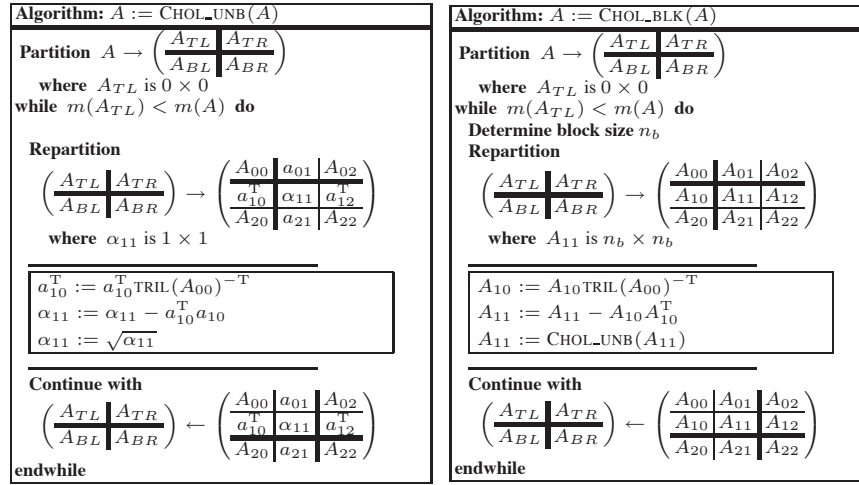 Algorithm: A := CHOL_UNB(A)
Partition A → ( A_TL | A_TR
A_BL | A_BR )
where A_TL is 0 × 0
while m(A_TL) < m(A) do
Repartition
( A_TL | A_TR
A_BL | A_BR ) → ( A_00 | a_01 | A_02
a_10^T | α_11 | a_12^T
A_20 | a_21 | A_22 )
where α_11 is 1 × 1
a_10^T := a_10^T TRIL(A_00)^−T
α_11 := α_11 − a_10^T a_10
α_11 := √α_11
Continue with
( A_TL | A_TR
A_BL | A_BR ) ← ( A_00 | a_01 | A_02
a_10^T | α_11 | a_12^T
A_20 | a_21 | A_22 )
endwhile
Algorithm: A := CHOL_BLK(A)
Partition A → ( A_TL | A_TR
A_BL | A_BR )
where A_TL is 0 × 0
while m(A_TL) < m(A) do
Determine block size n_b
Repartition
( A_TL | A_TR
A_BL | A_BR ) → ( A_00 | A_01 | A_02
A_10 | A_11 | A_12
A_20 | A_21 | A_22 )
where A_11 is n_b × n_b
A_10 := A_10 TRIL(A_00)^−T
A_11 := A_11 − A_10 A_10^T
A_11 := CHOL_UNB(A_11)
Continue with
( A_TL | A_TR
A_BL | A_BR ) ← ( A_00 | A_01 | A_02
A_10 | A_11 | A_12
A_20 | A_21 | A_22 )
endwhile